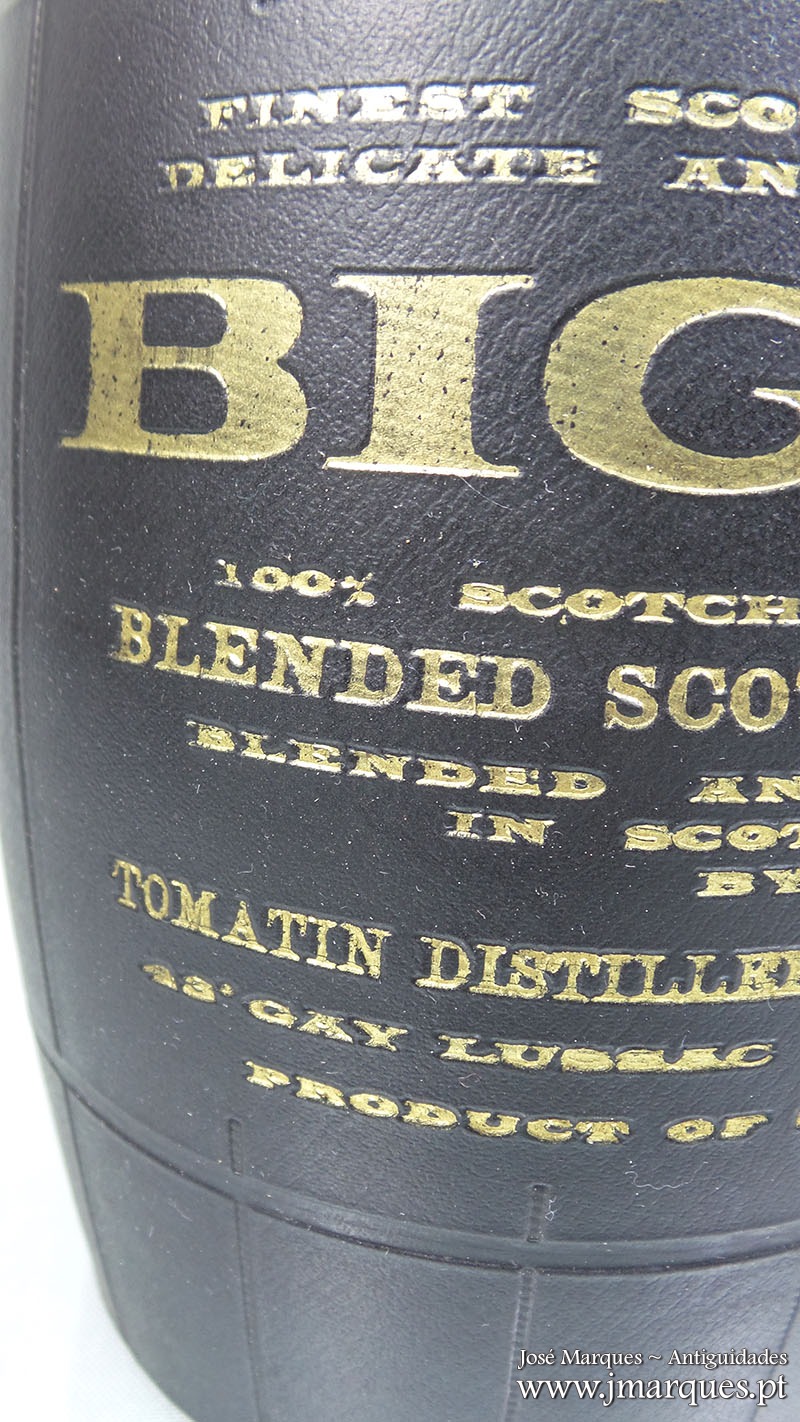 FINEST SCO
DELICATE AN
BIG
100% SCOTCH
BLENDED SCOT
BLENDED AN
IN SCOT
BY
TOMATIN DISTILLE
43° GAY LUSSAC
PRODUCT OF
José Marques ~ Antiguidades
www.jmarques.pt